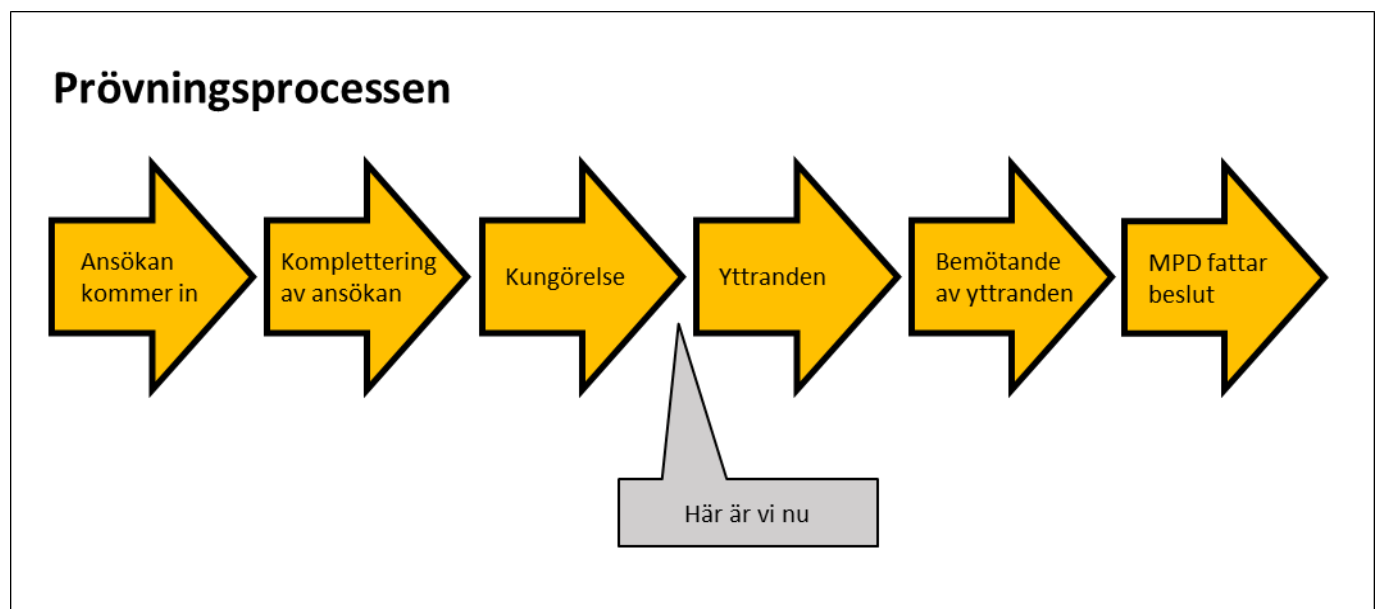 Prövningsprocessen
Ansökan
kommer in
Komplettering
av ansökan
Kungörelse
Yttranden
Bemötande
av yttranden
MPD fattar
beslut
Här är vi nu